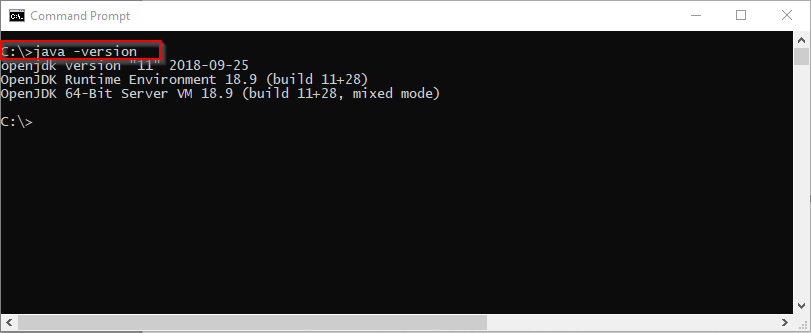 Command Prompt
C:\>java -version
openjdk version "11" 2018-09-25
OpenJDK Runtime Environment 18.9 (build 11+28)
OpenJDK 64-Bit Server VM 18.9 (build 11+28, mixed mode)
C:\>